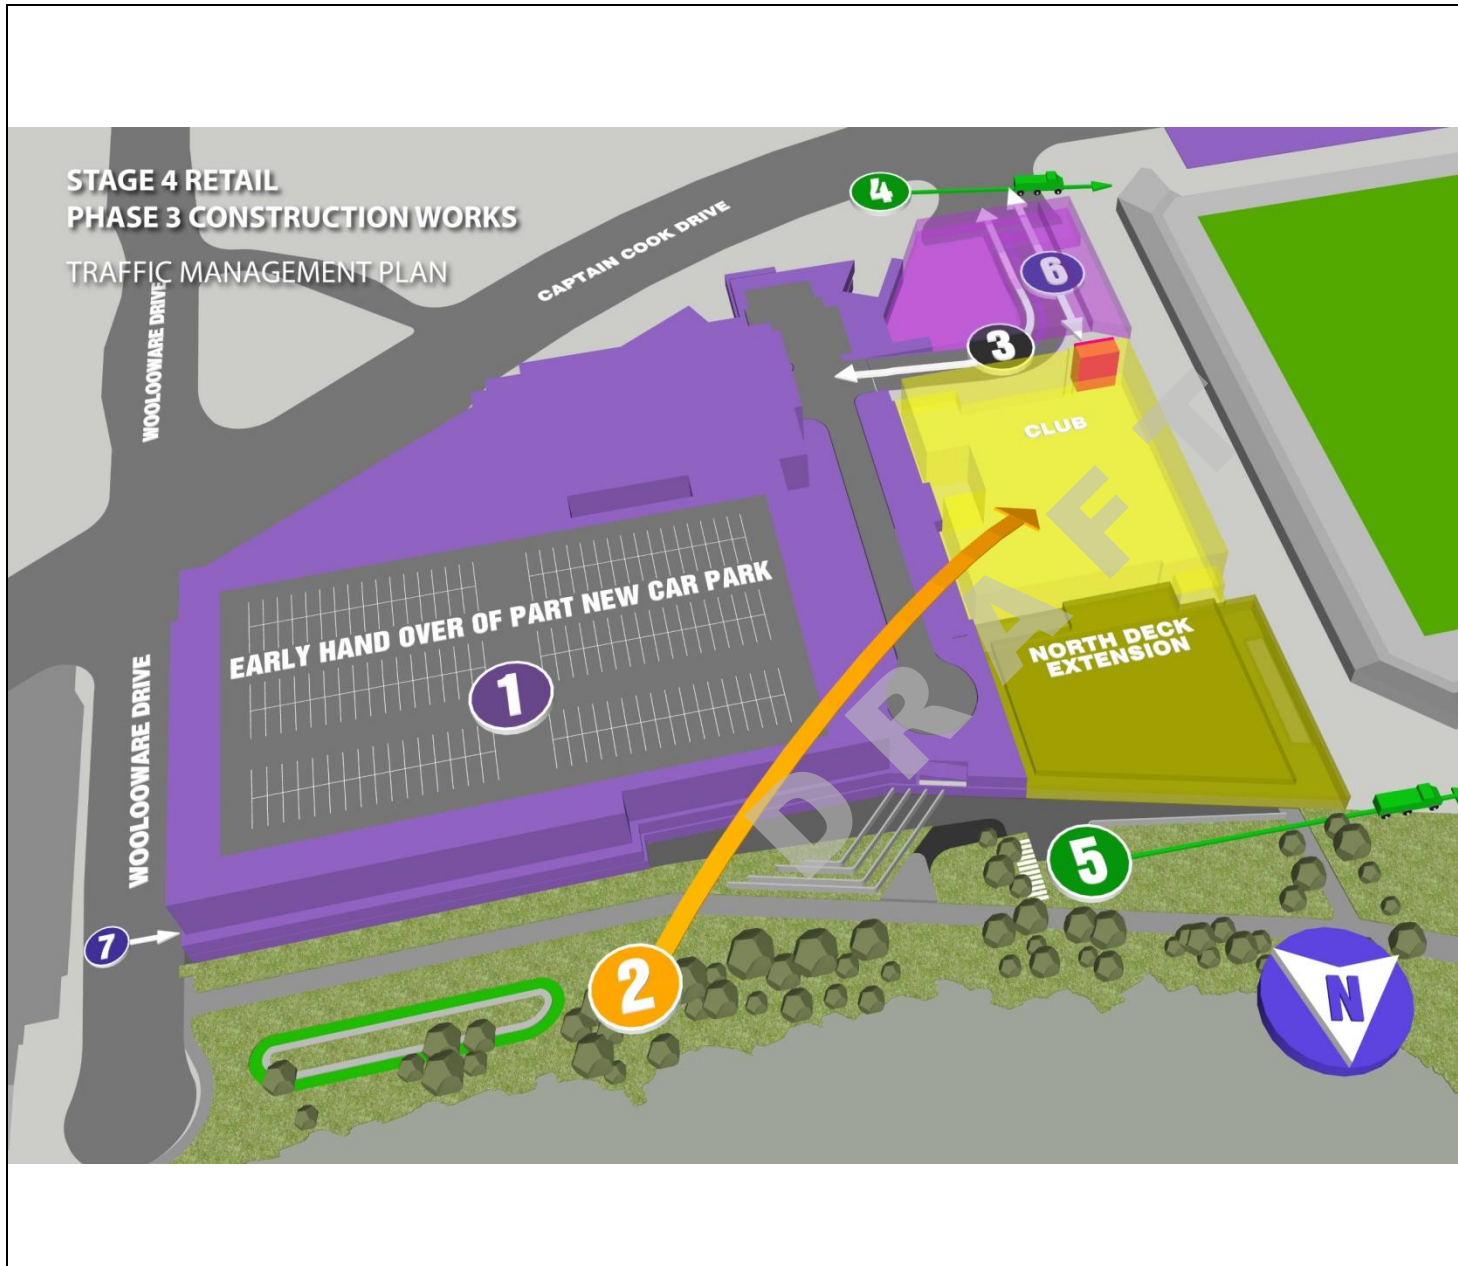 STAGE 4 RETAIL
PHASE 3 CONSTRUCTION WORKS
TRAFFIC MANAGEMENT PLAN
WOOLOOWARE DRIVE
CAPTAIN COOK DRIVE
4
6
3
CLUB
EARLY HAND OVER OF PART NEW CAR PARK
1
NORTH DECK
EXTENSION
WOOLOOWARE DRIVE
DRAFT
5
7
2
N